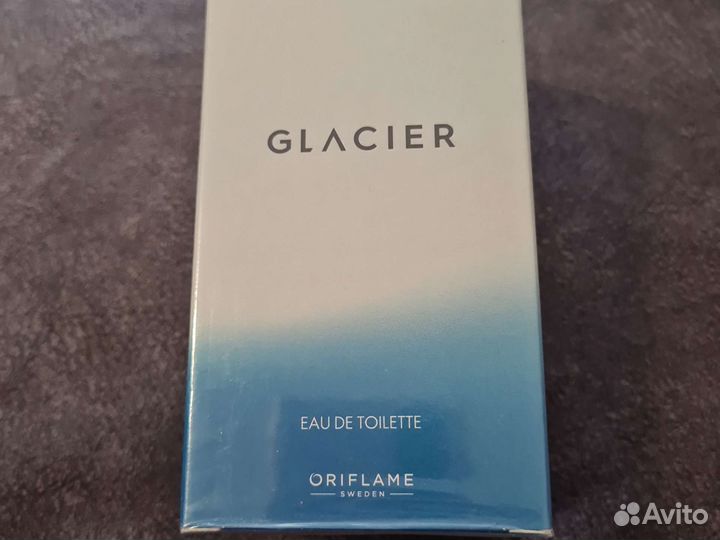 GLACIER
EAU DE TOILETTE
ORIFLAME
SWEDEN
Avito